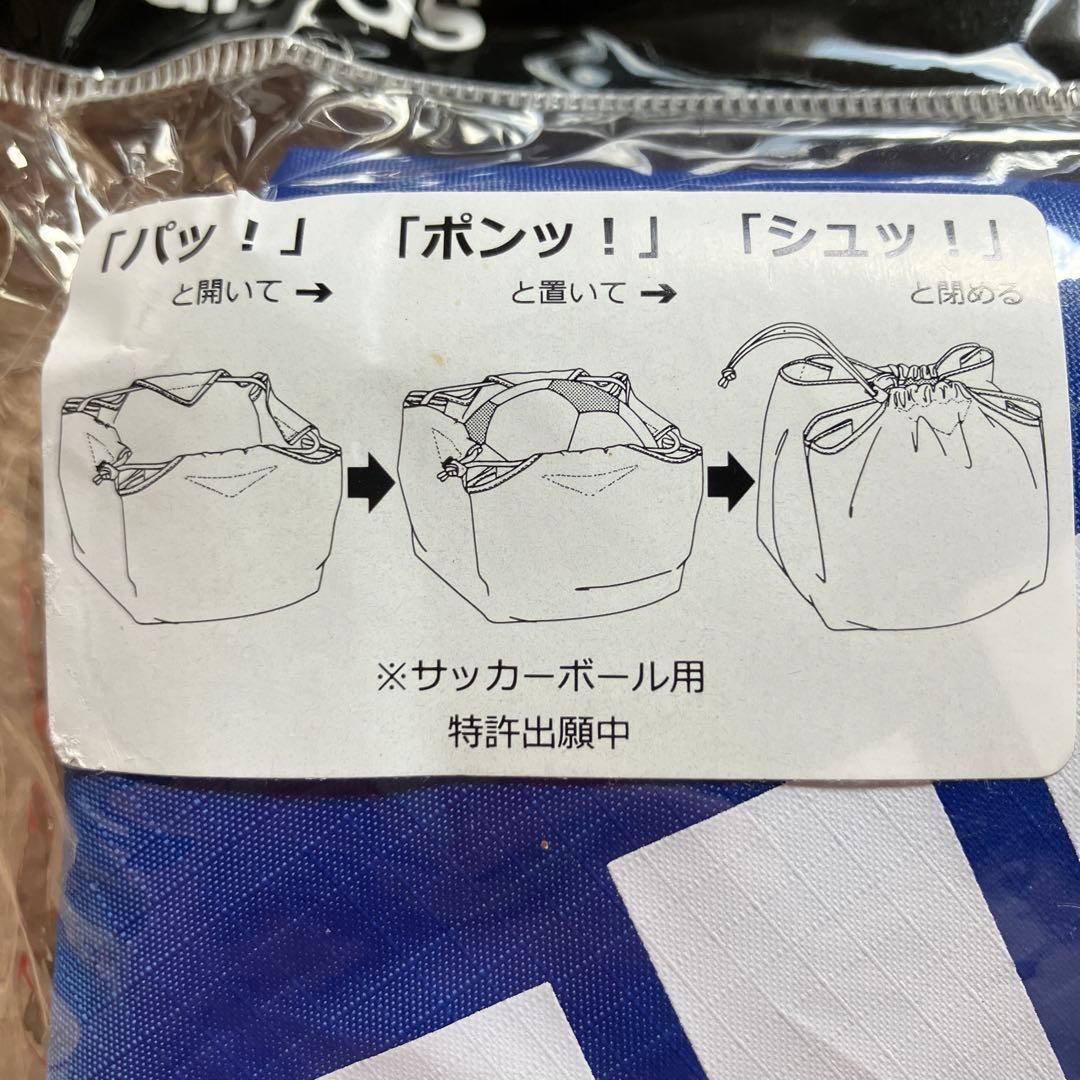 「パッ！」
と開いて→
「ポンッ！」
と置いて→
「シュッ！」
と閉める
※サッカーボール用
特許出願中